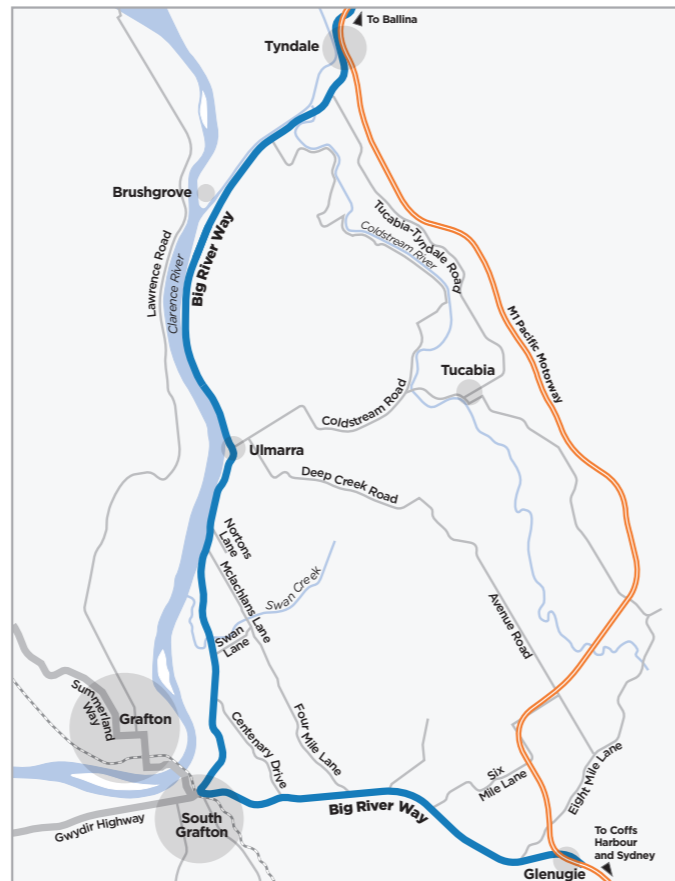 To Ballina
Tyndale
Brushgrove
Lawrence Road
Clarence River
Big River Way
Tucabia-Tyndale Road
Coldstream River
M1 Pacific Motorway
Tucabia
Coldstream Road
Ulmarra
Deep Creek Road
Nortons
Lane
Mclachlans Lane
Swan Creek
Swan
Lane
Avenue Road
Summerland
Way
Grafton
Centenary Drive
Four Mile Lane
Six
Mile Lane
Eight Mile Lane
Big River Way
South
Grafton
Gwydir Highway
To Coffs
Harbour
and Sydney
Glenugie